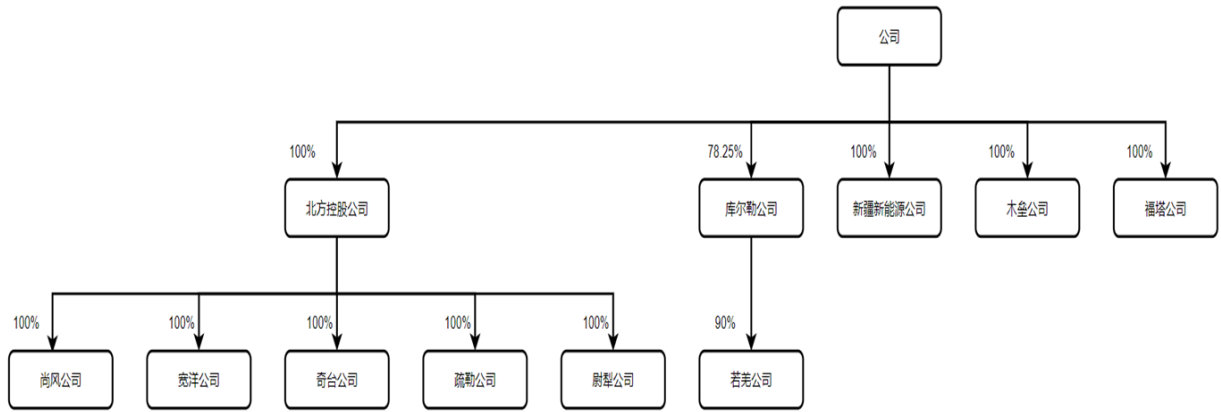 公司
100%
78.25%
100%
100%
100%
北方控股公司
库尔勒公司
新疆新能源公司
木垒公司
福塔公司
100%
100%
100%
100%
100%
90%
尚风公司
宽洋公司
奇台公司
疏勒公司
尉犁公司
若羌公司